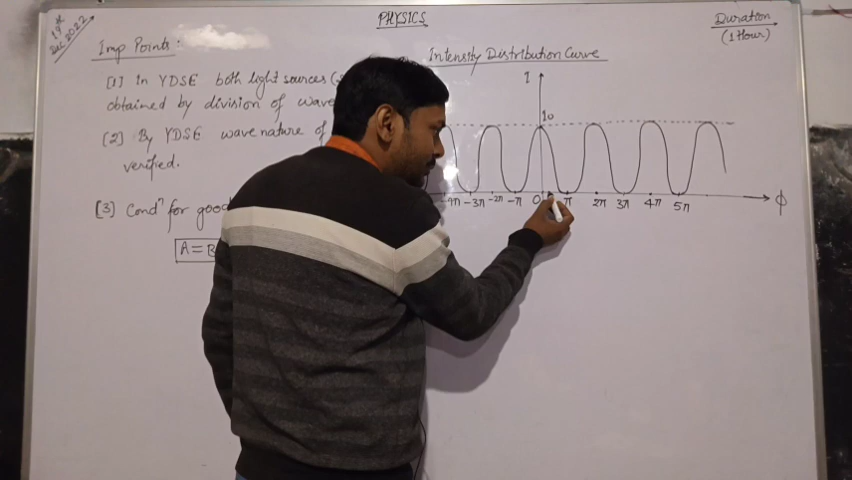 19th
Dec 2022
PHYSICS
Duration
(1 Hour)
Imp Points:
[1] In YDSE both light sources (
obtained by division of wave
[2] By YDSE wave nature of
verified.
[3] Condⁿ for good
A = B
Intensity Distribution Curve
I
I0
4π -3π -2π -π 0 π 2π 3π 4π 5π ϕ